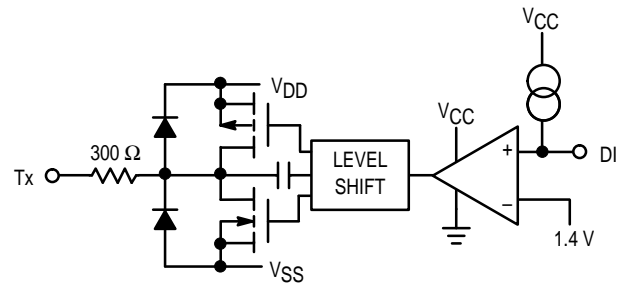 VCC
VDD
VCC
300 Ω
+
DI
Tx
LEVEL
SHIFT
–
1.4 V
VSS